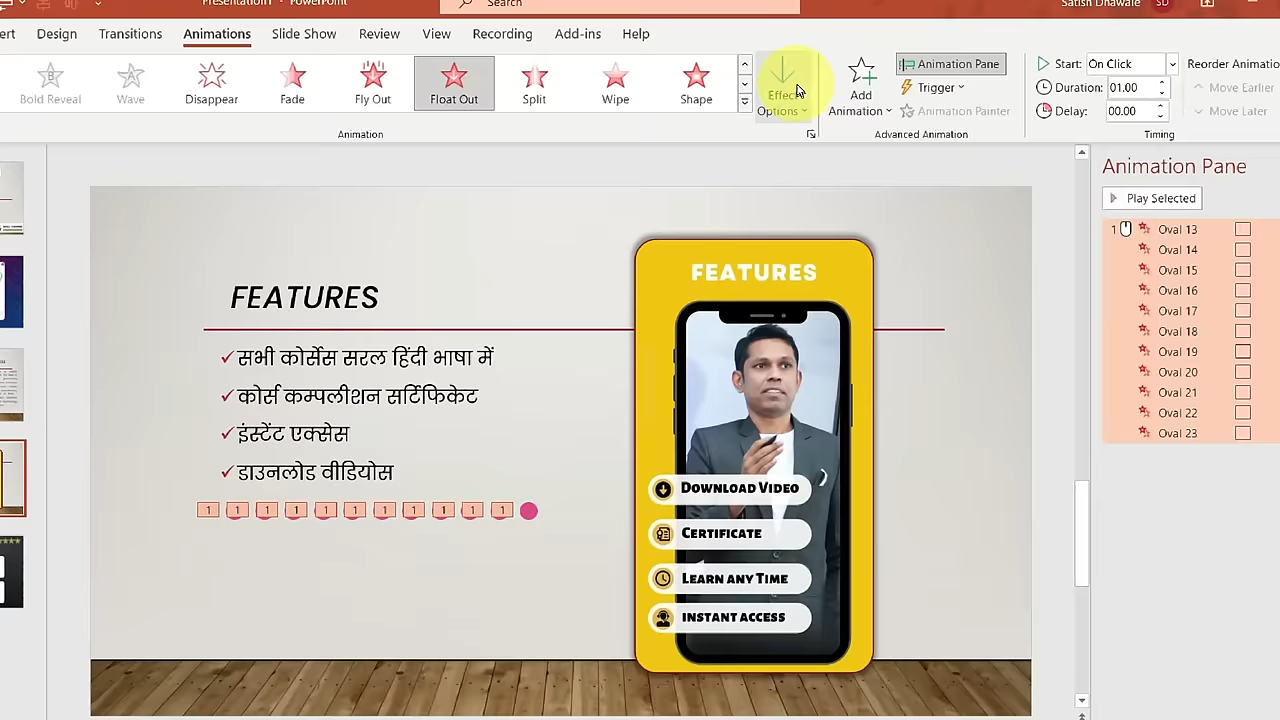 Presentation1 - PowerPoint
Search
Satish Dhawale SD
ert Design Transitions Animations Slide Show Review View Recording Add-ins Help
Bold Reveal Wave Disappear Fade Fly Out Float Out Split Wipe Shape
Effect Options
Add Animation
Animation Pane
Trigger
Animation Painter
Start: On Click
Duration: 01.00
Delay: 00.00
Reorder Animatio
Move Earlier
Move Later
Animation
Advanced Animation
Timing
FEATURES
सभी कोर्सेस सरल हिंदी भाषा में
कोर्स कम्पलीशन सर्टिफिकेट
इंस्टेंट एक्सेस
डाउनलोड वीडियोस
1 1 1 1 1 1 1 1 1 1 1
FEATURES
Download Video
Certificate
Learn any Time
instant access
Animation Pane
Play Selected
1 Oval 13
Oval 14
Oval 15
Oval 16
Oval 17
Oval 18
Oval 19
Oval 20
Oval 21
Oval 22
Oval 23